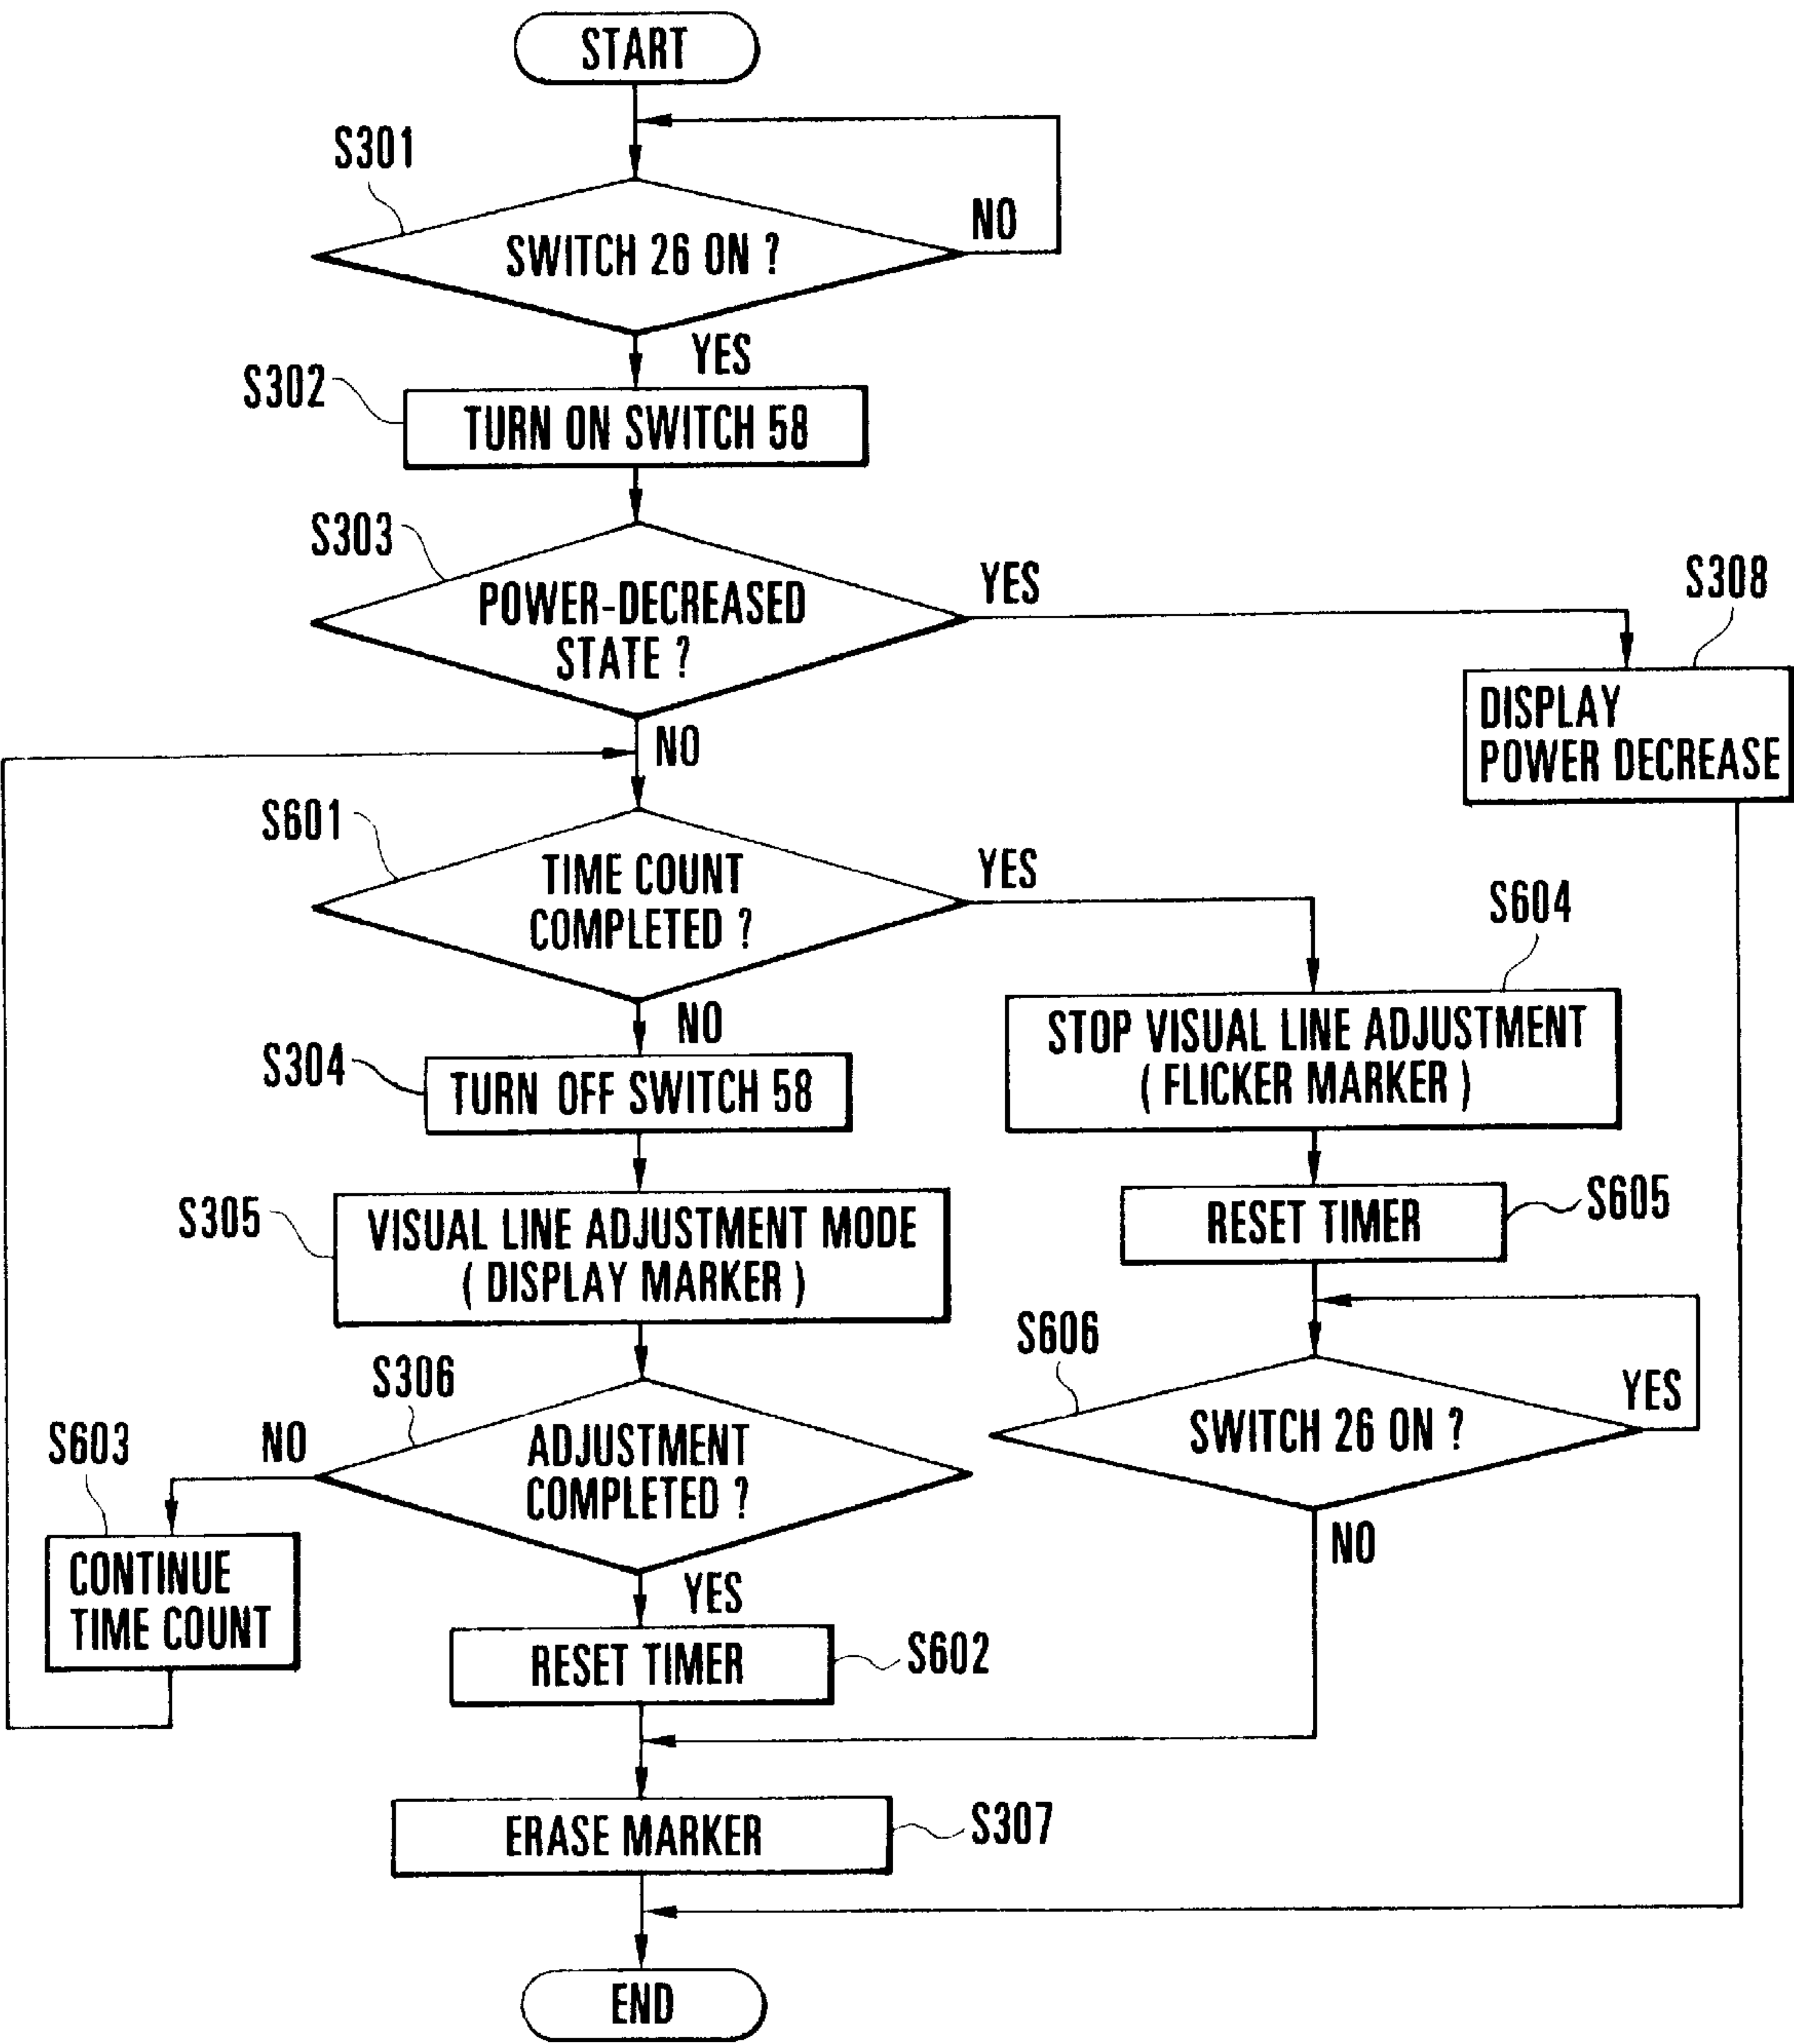 START
S301
SWITCH 26 ON ?
NO
YES
S302
TURN ON SWITCH 58
S303
POWER-DECREASED
STATE ?
YES
NO
S308
DISPLAY
POWER DECREASE
S601
TIME COUNT
COMPLETED ?
YES
NO
S604
STOP VISUAL LINE ADJUSTMENT
( FLICKER MARKER )
S304
TURN OFF SWITCH 58
S605
RESET TIMER
S305
VISUAL LINE ADJUSTMENT MODE
( DISPLAY MARKER )
S606
SWITCH 26 ON ?
YES
NO
S306
ADJUSTMENT
COMPLETED ?
NO
YES
S603
CONTINUE
TIME COUNT
RESET TIMER
S602
ERASE MARKER
S307
END